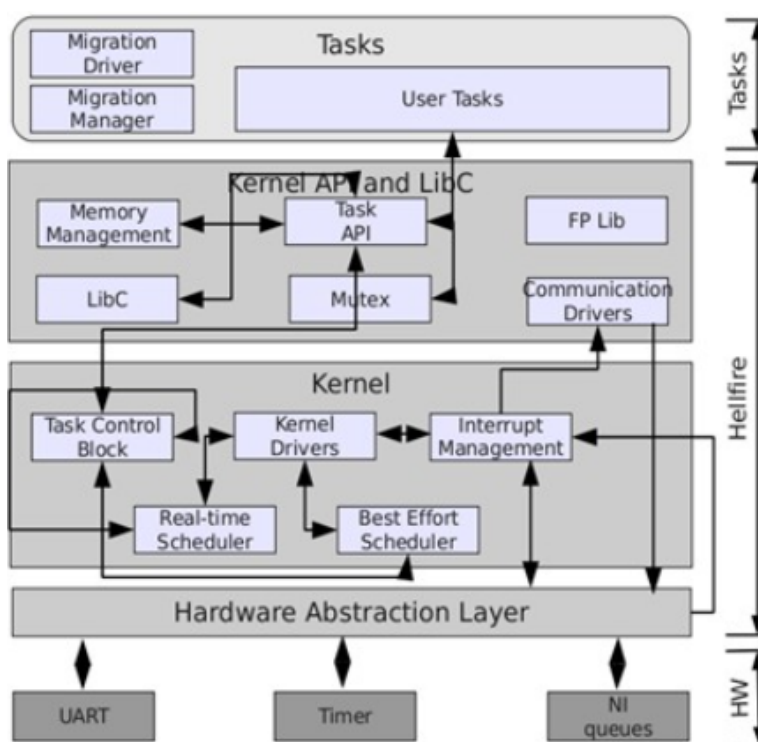 Tasks
Migration
Driver
Migration
Manager
User Tasks
Tasks
Kernel API and LibC
Memory
Management
Task
API
FP Lib
LibC
Mutex
Communication
Drivers
Hellfire
Kernel
Task Control
Block
Kernel
Drivers
Interrupt
Management
Real-time
Scheduler
Best Effort
Scheduler
Hardware Abstraction Layer
UART
Timer
NI
queues
HW